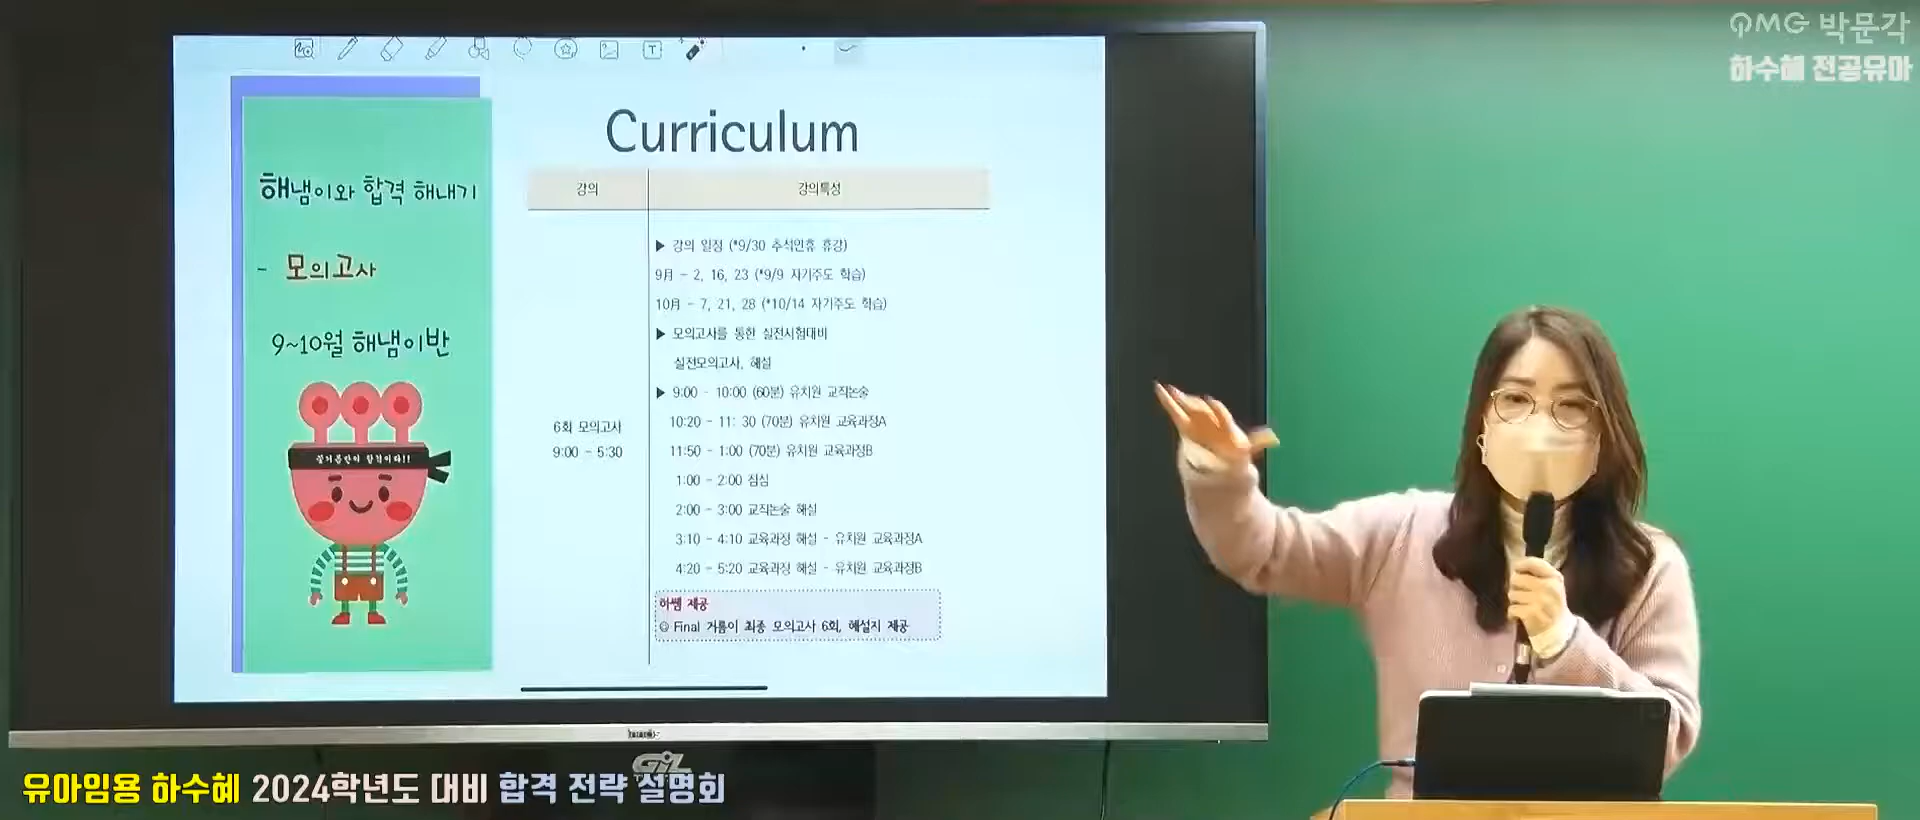 PMG 박문각
하수혜 전공유아
Curriculum
해냄이와 합격 해내기
- 모의고사
9~10월 해냄이반
강의
강의특성
6회 모의고사
9:00 - 5:30
▶ 강의 일정 (*9/30 추석연휴 휴강)
9月 - 2, 16, 23 (*9/9 자기주도 학습)
10月 - 7, 21, 28 (*10/14 자기주도 학습)
▶ 모의고사를 통한 실전시험대비
실전모의고사, 해설
▶ 9:00 - 10:00 (60분) 유치원 교직논술
10:20 - 11: 30 (70분) 유치원 교육과정A
11:50 - 1:00 (70분) 유치원 교육과정B
1:00 - 2:00 점심
2:00 - 3:00 교직논술 해설
3:10 - 4:10 교육과정 해설 - 유치원 교육과정A
4:20 - 5:20 교육과정 해설 - 유치원 교육과정B
하쌤 제공
☺ Final 거름이 최종 모의고사 6회, 해설지 제공
유아임용 하수혜 2024학년도 대비 합격 전략 설명회